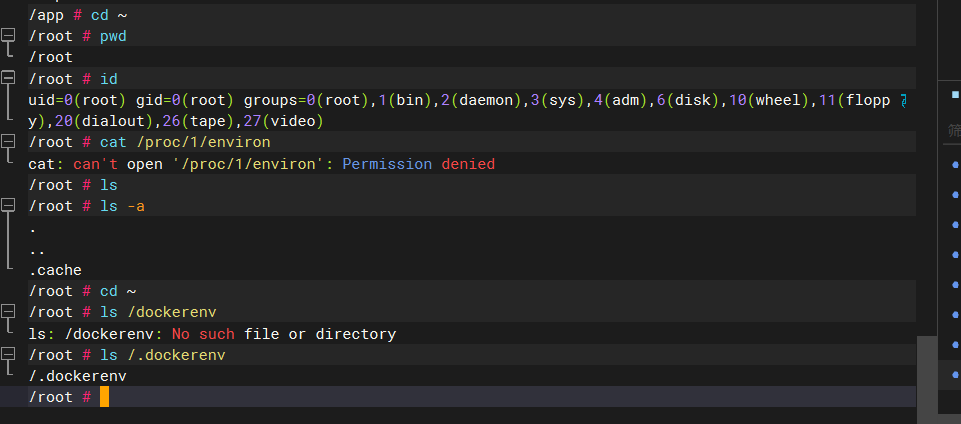 /app # cd ~
/root # pwd
/root
/root # id
uid=0(root) gid=0(root) groups=0(root),1(bin),2(daemon),3(sys),4(adm),6(disk),10(wheel),11(flopp
y),20(dialout),26(tape),27(video)
/root # cat /proc/1/environ
cat: can't open '/proc/1/environ': Permission denied
/root # ls
/root # ls -a
.
..
.cache
/root # cd ~
/root # ls /dockerenv
ls: /dockerenv: No such file or directory
/root # ls /.dockerenv
/.dockerenv
/root #